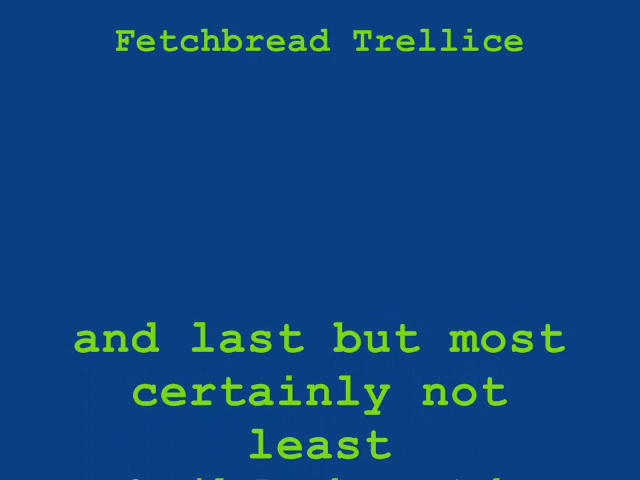 Fetchbread Trellice
and last but most
certainly not
least